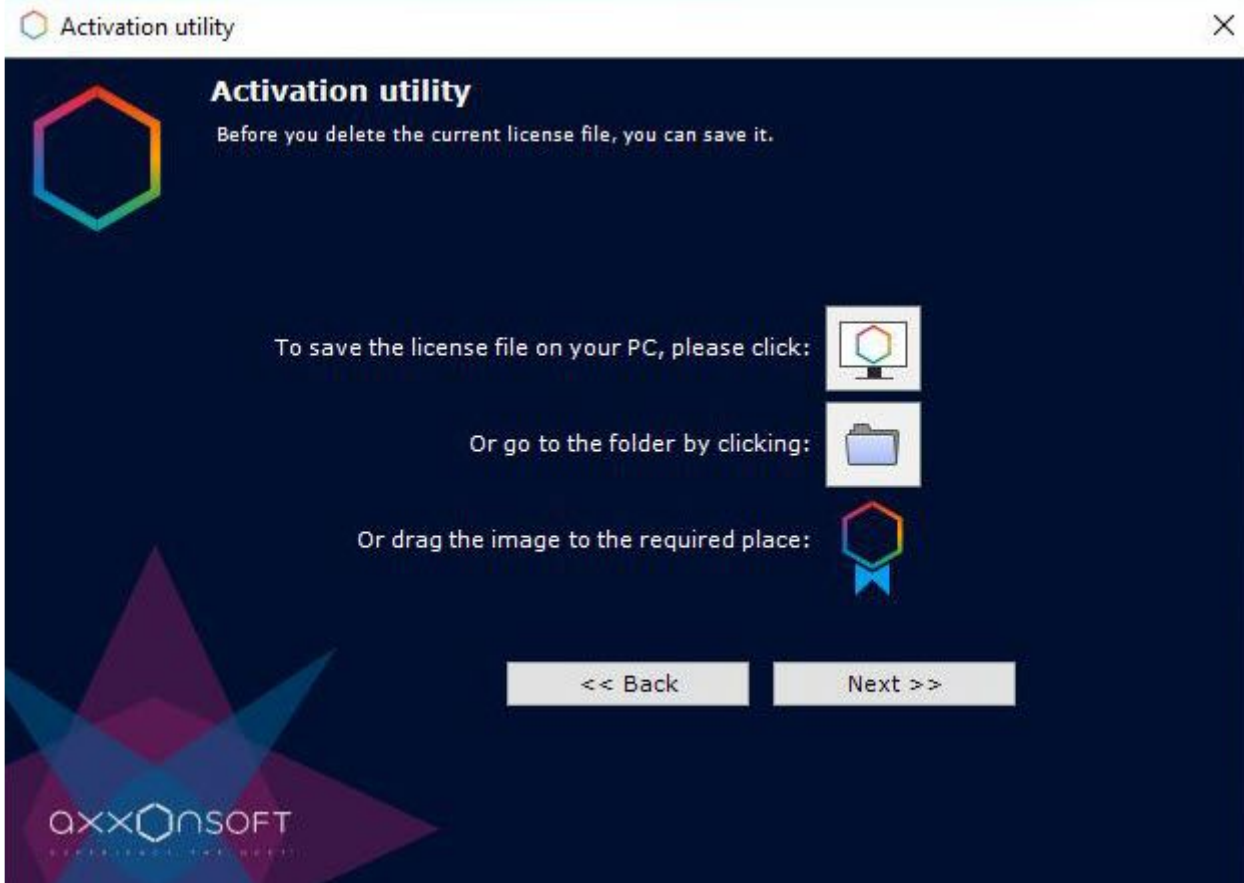 Activation utility
Activation utility
Before you delete the current license file, you can save it.
To save the license file on your PC, please click:
Or go to the folder by clicking:
Or drag the image to the required place:
<< Back
Next >>
axxonsoft